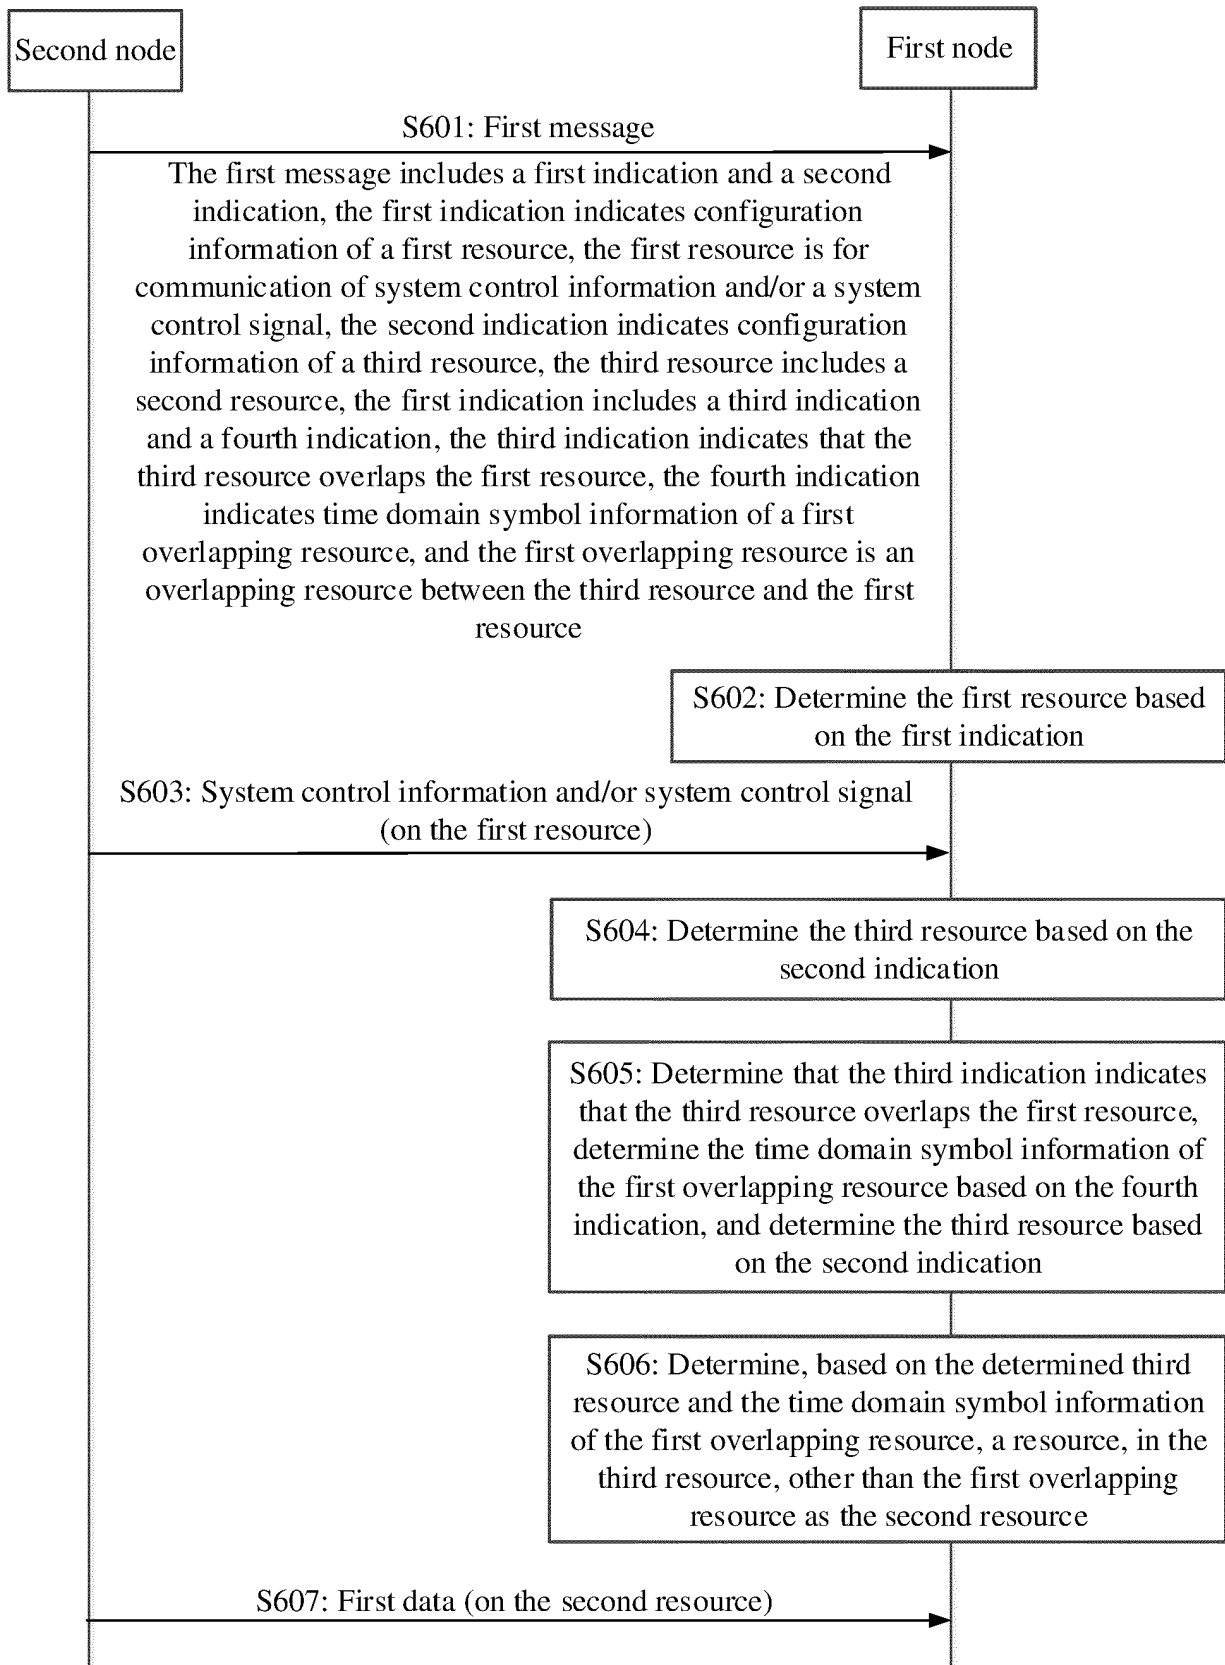 Second node
First node
S601: First message
The first message includes a first indication and a second
indication, the first indication indicates configuration
information of a first resource, the first resource is for
communication of system control information and/or a system
control signal, the second indication indicates configuration
information of a third resource, the third resource includes a
second resource, the first indication includes a third indication
and a fourth indication, the third indication indicates that the
third resource overlaps the first resource, the fourth indication
indicates time domain symbol information of a first
overlapping resource, and the first overlapping resource is an
overlapping resource between the third resource and the first
resource
S602: Determine the first resource based
on the first indication
S603: System control information and/or system control signal
(on the first resource)
S604: Determine the third resource based on the
second indication
S605: Determine that the third indication indicates
that the third resource overlaps the first resource,
determine the time domain symbol information of
the first overlapping resource based on the fourth
indication, and determine the third resource based
on the second indication
S606: Determine, based on the determined third
resource and the time domain symbol information
of the first overlapping resource, a resource, in the
third resource, other than the first overlapping
resource as the second resource
S607: First data (on the second resource)